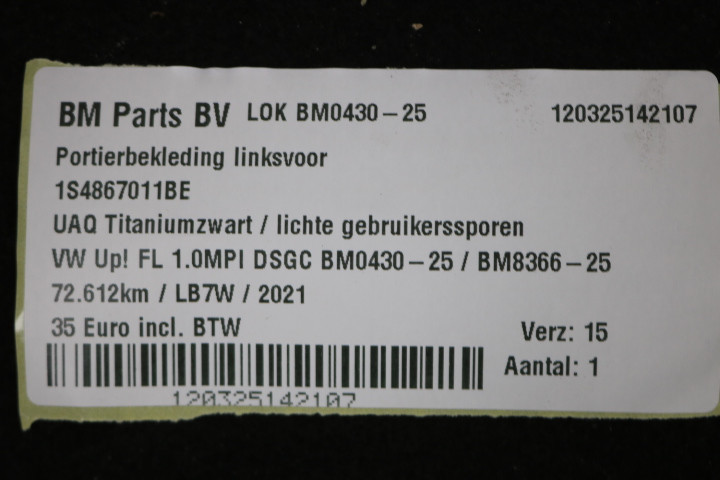 BM Parts BV LOK BM0430-25 120325142107
Portierbekleding linksvoor
1S4867011BE
UAQ Titaniumzwart / lichte gebruikerssporen
VW Up! FL 1.0MPI DSGC BM0430-25 / BM8366-25
72.612km / LB7W / 2021
35 Euro incl. BTW Verz: 15
Aantal: 1
120325142107